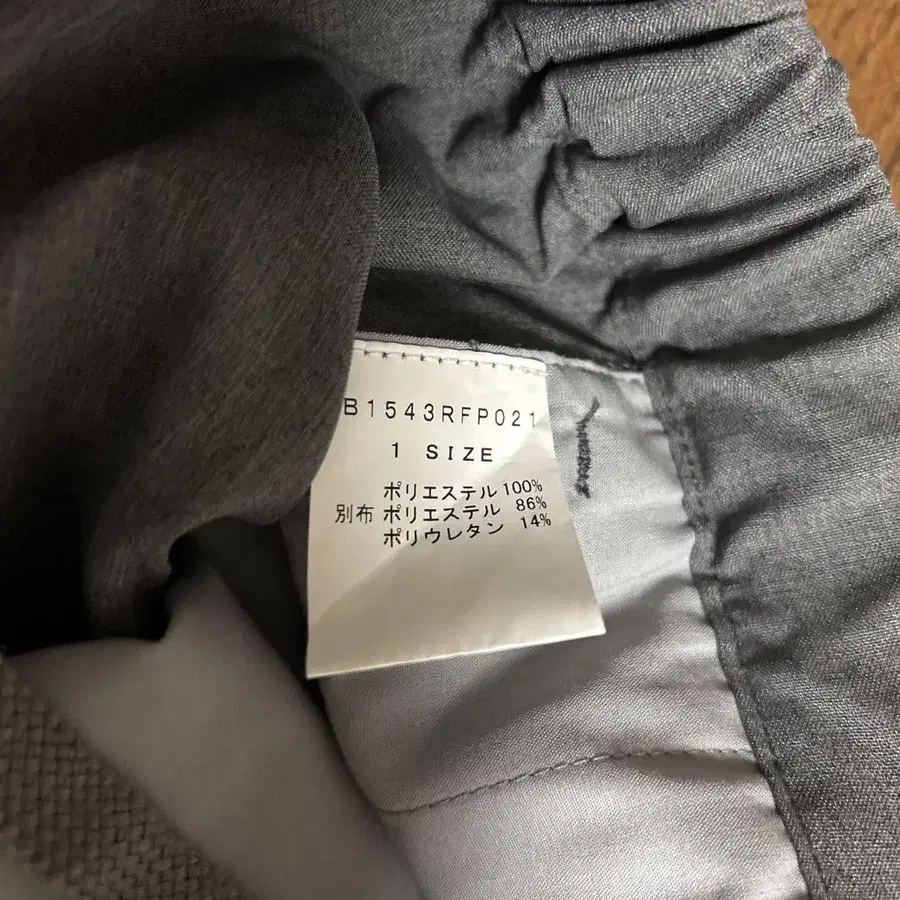 B1543RFP021
1 SIZE
ポリエステル 100%
別布 ポリエステル 86%
ポリウレタン 14%